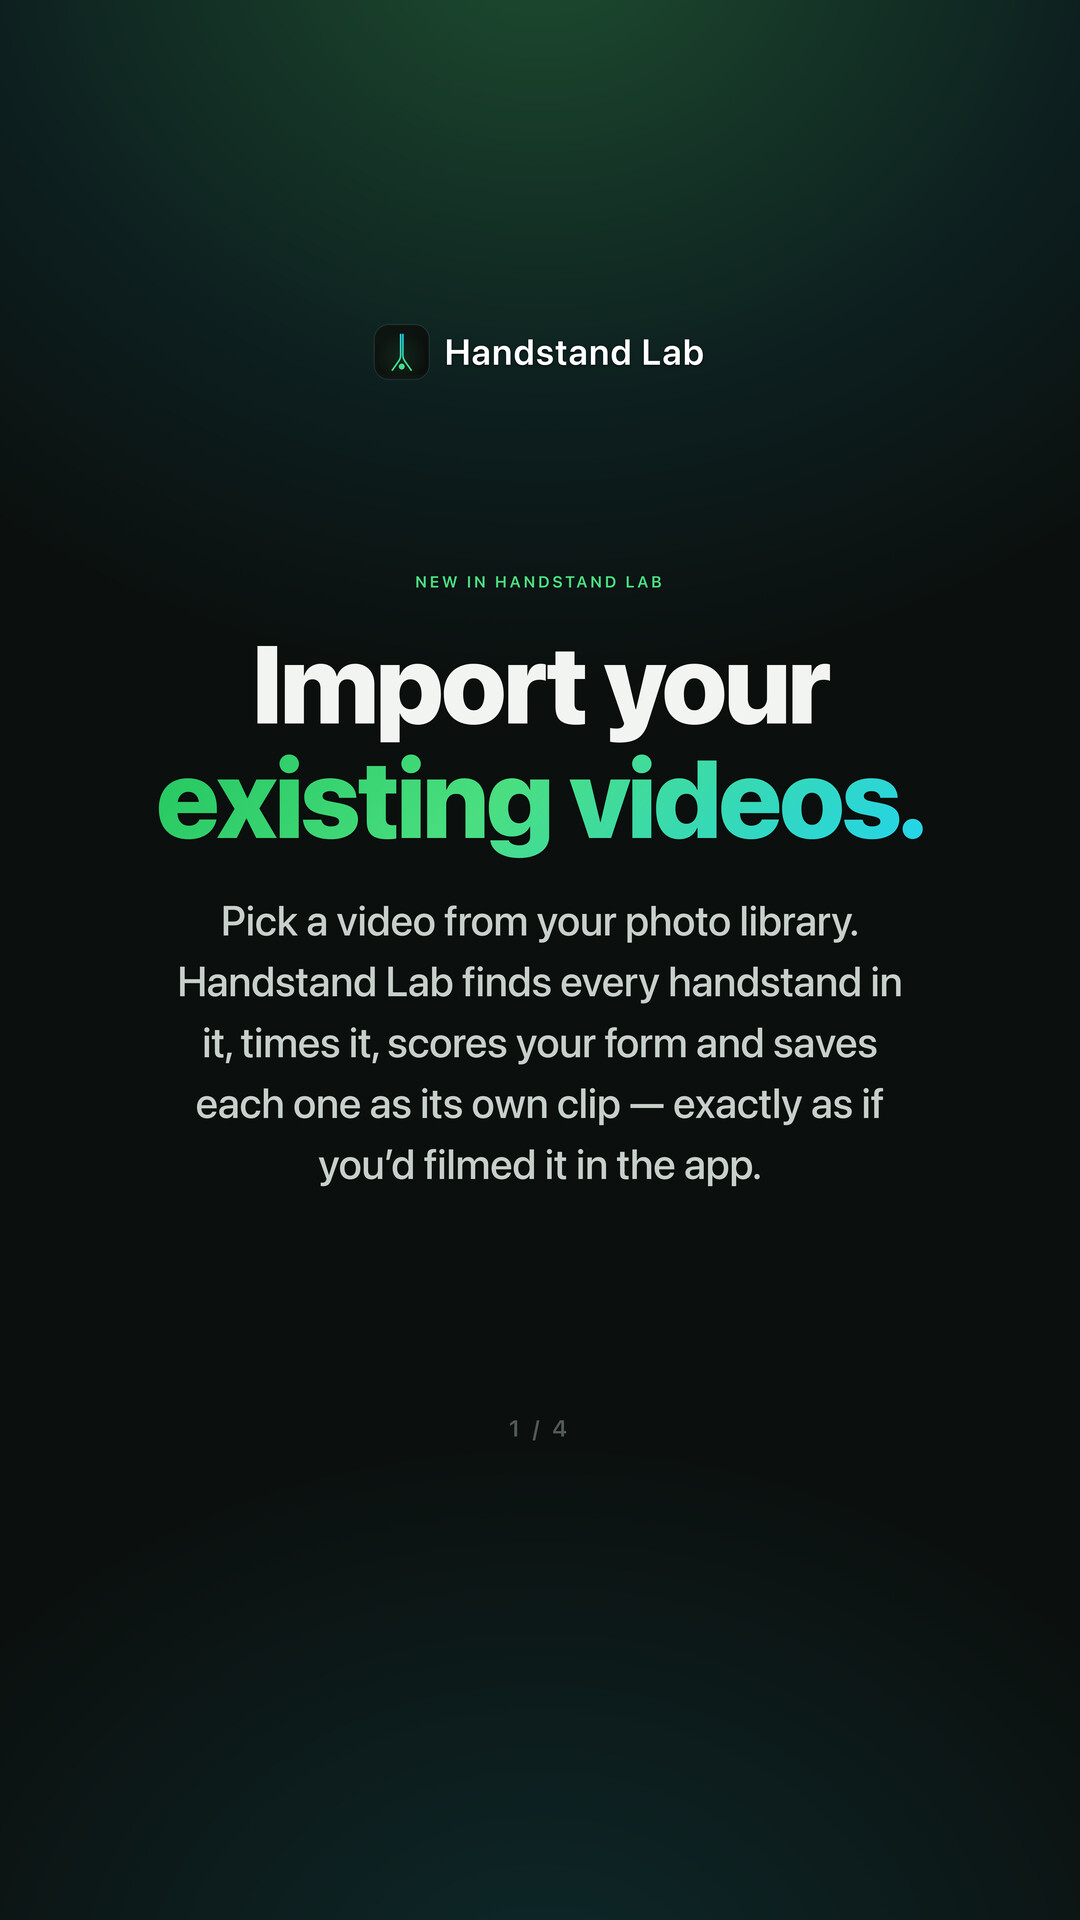 Handstand Lab
NEW IN HANDSTAND LAB
Import your
existing videos.
Pick a video from your photo library.
Handstand Lab finds every handstand in
it, times it, scores your form and saves
each one as its own clip — exactly as if
you’d filmed it in the app.
1 / 4